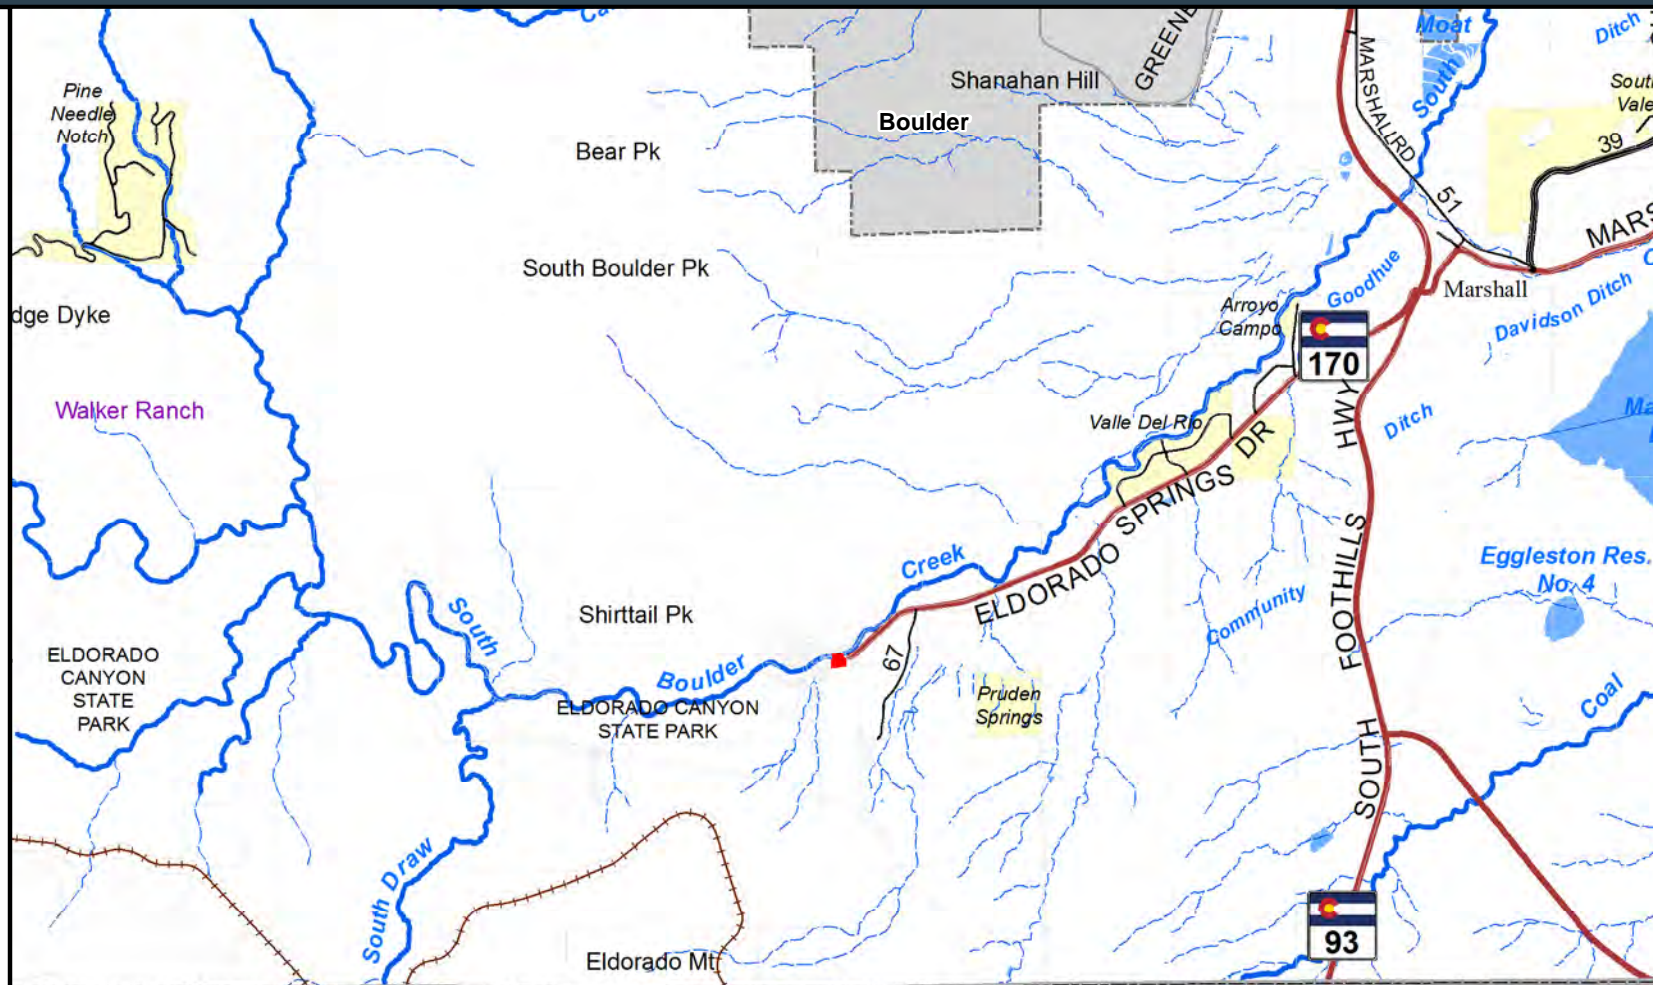 Moat
Ditch
GREENE
Pine
Needle
Notch
Shanahan Hill
MARSHALL RD
South
Boulder
Bear Pk
39
51
MARS
South Boulder Pk
Goodhue
Marshall
Davidson Ditch
dge Dyke
Arroyo
Campo
170
Walker Ranch
Valle Del Rio
Ditch
Ma
ELDORADO SPRINGS DR
SOUTH FOOTHILLS HWY
Creek
Eggleston Res.
No. 4
Community
Shirttail Pk
South
Boulder
67
ELDORADO
CANYON
STATE
PARK
ELDORADO CANYON
STATE PARK
Pruden
Springs
Coal
South Draw
93
Eldorado Mt